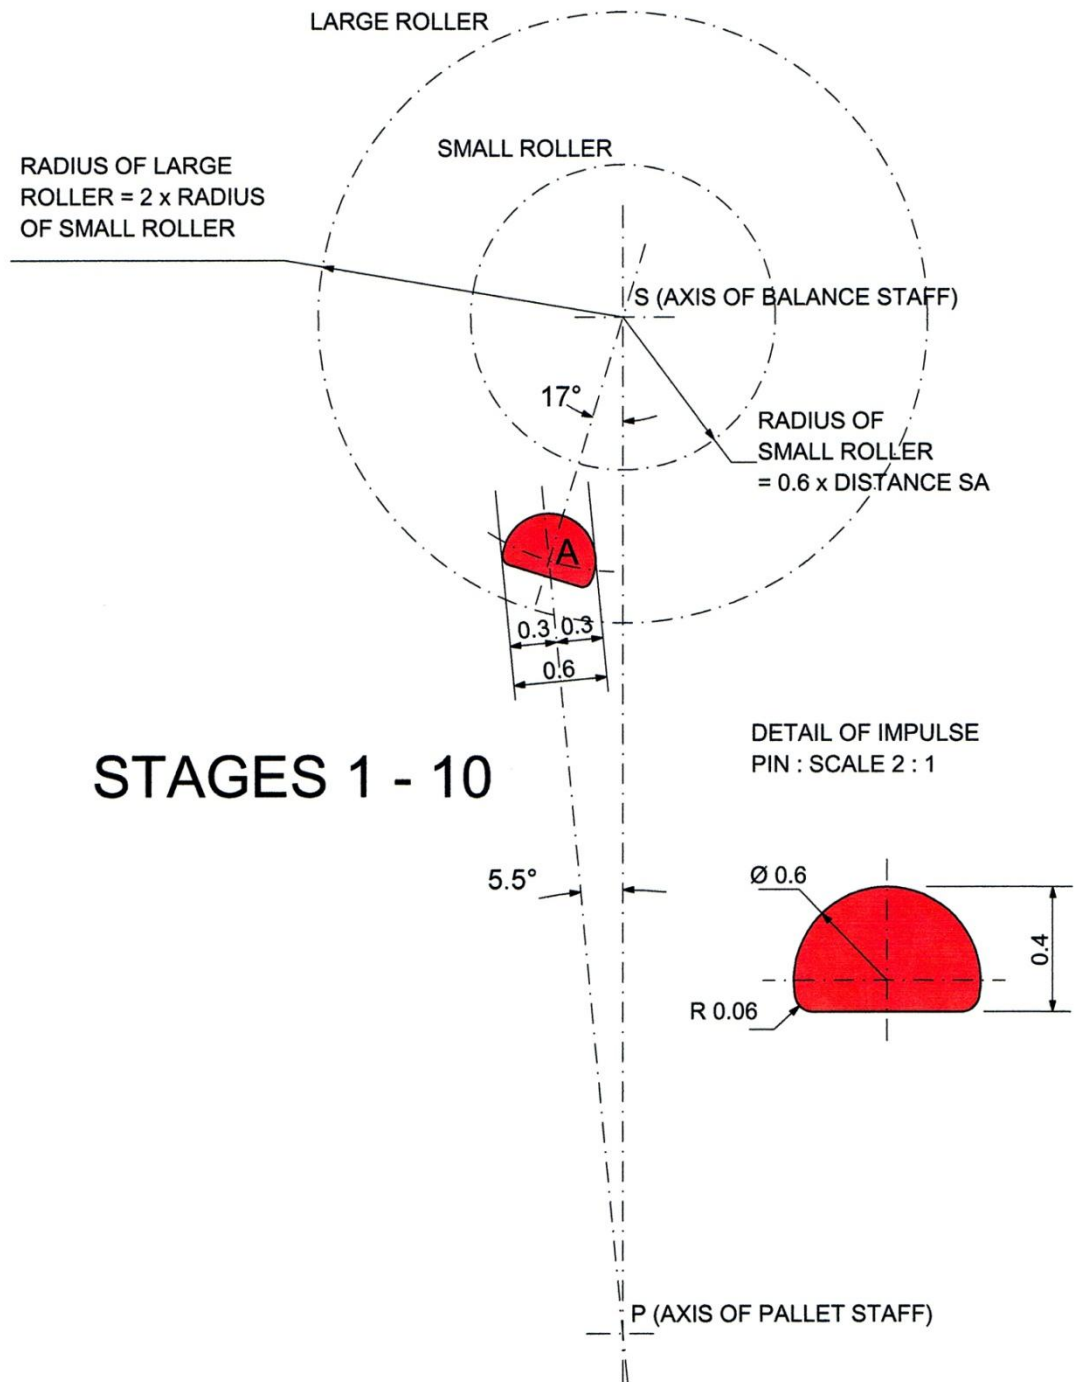 LARGE ROLLER
SMALL ROLLER
RADIUS OF LARGE
ROLLER = 2 x RADIUS
OF SMALL ROLLER
S (AXIS OF BALANCE STAFF)
17°
RADIUS OF
SMALL ROLLER
= 0.6 x DISTANCE SA
A
0.3 0.3
0.6
DETAIL OF IMPULSE
PIN : SCALE 2 : 1
STAGES 1 - 10
5.5°
Ø 0.6
0.4
R 0.06
P (AXIS OF PALLET STAFF)